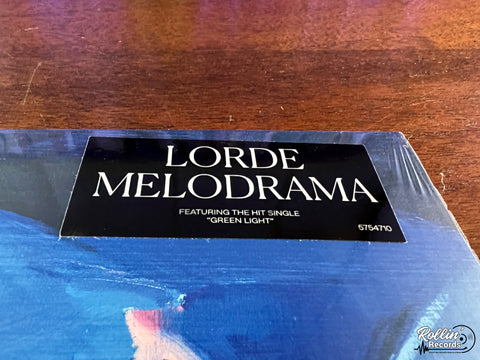 LORDE
MELODRAMA
FEATURING THE HIT SINGLE
"GREEN LIGHT"
5754710
Rollin'
Records